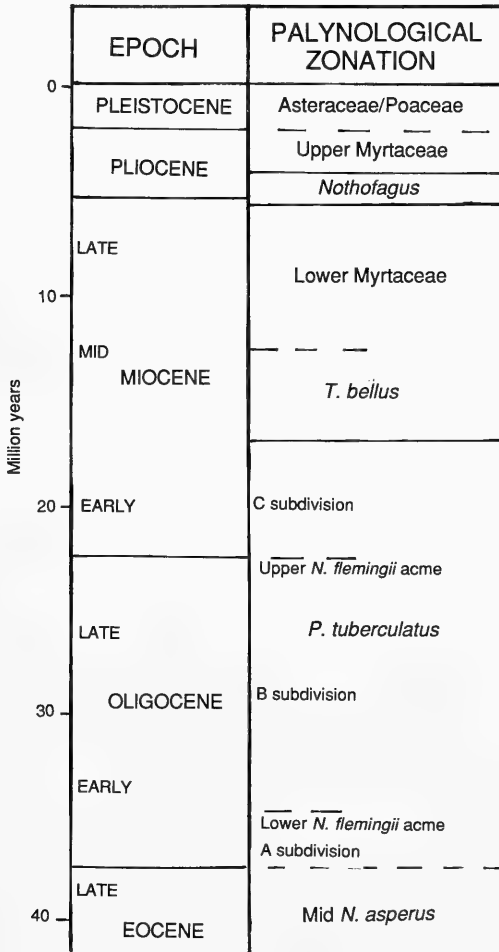 EPOCH
PALYNOLOGICAL
ZONATION
0
PLEISTOCENE
Asteraceae/Poaceae
Upper Myrtaceae
PLIOCENE
Nothofagus
LATE
Lower Myrtaceae
10
MID
MIOCENE
T. bellus
Million years
20
EARLY
C subdivision
Upper N. flemingii acme
LATE
P. tuberculatus
OLIGOCENE
B subdivision
30
EARLY
Lower N. flemingii acme
A subdivision
LATE
Mid N. asperus
40
EOCENE